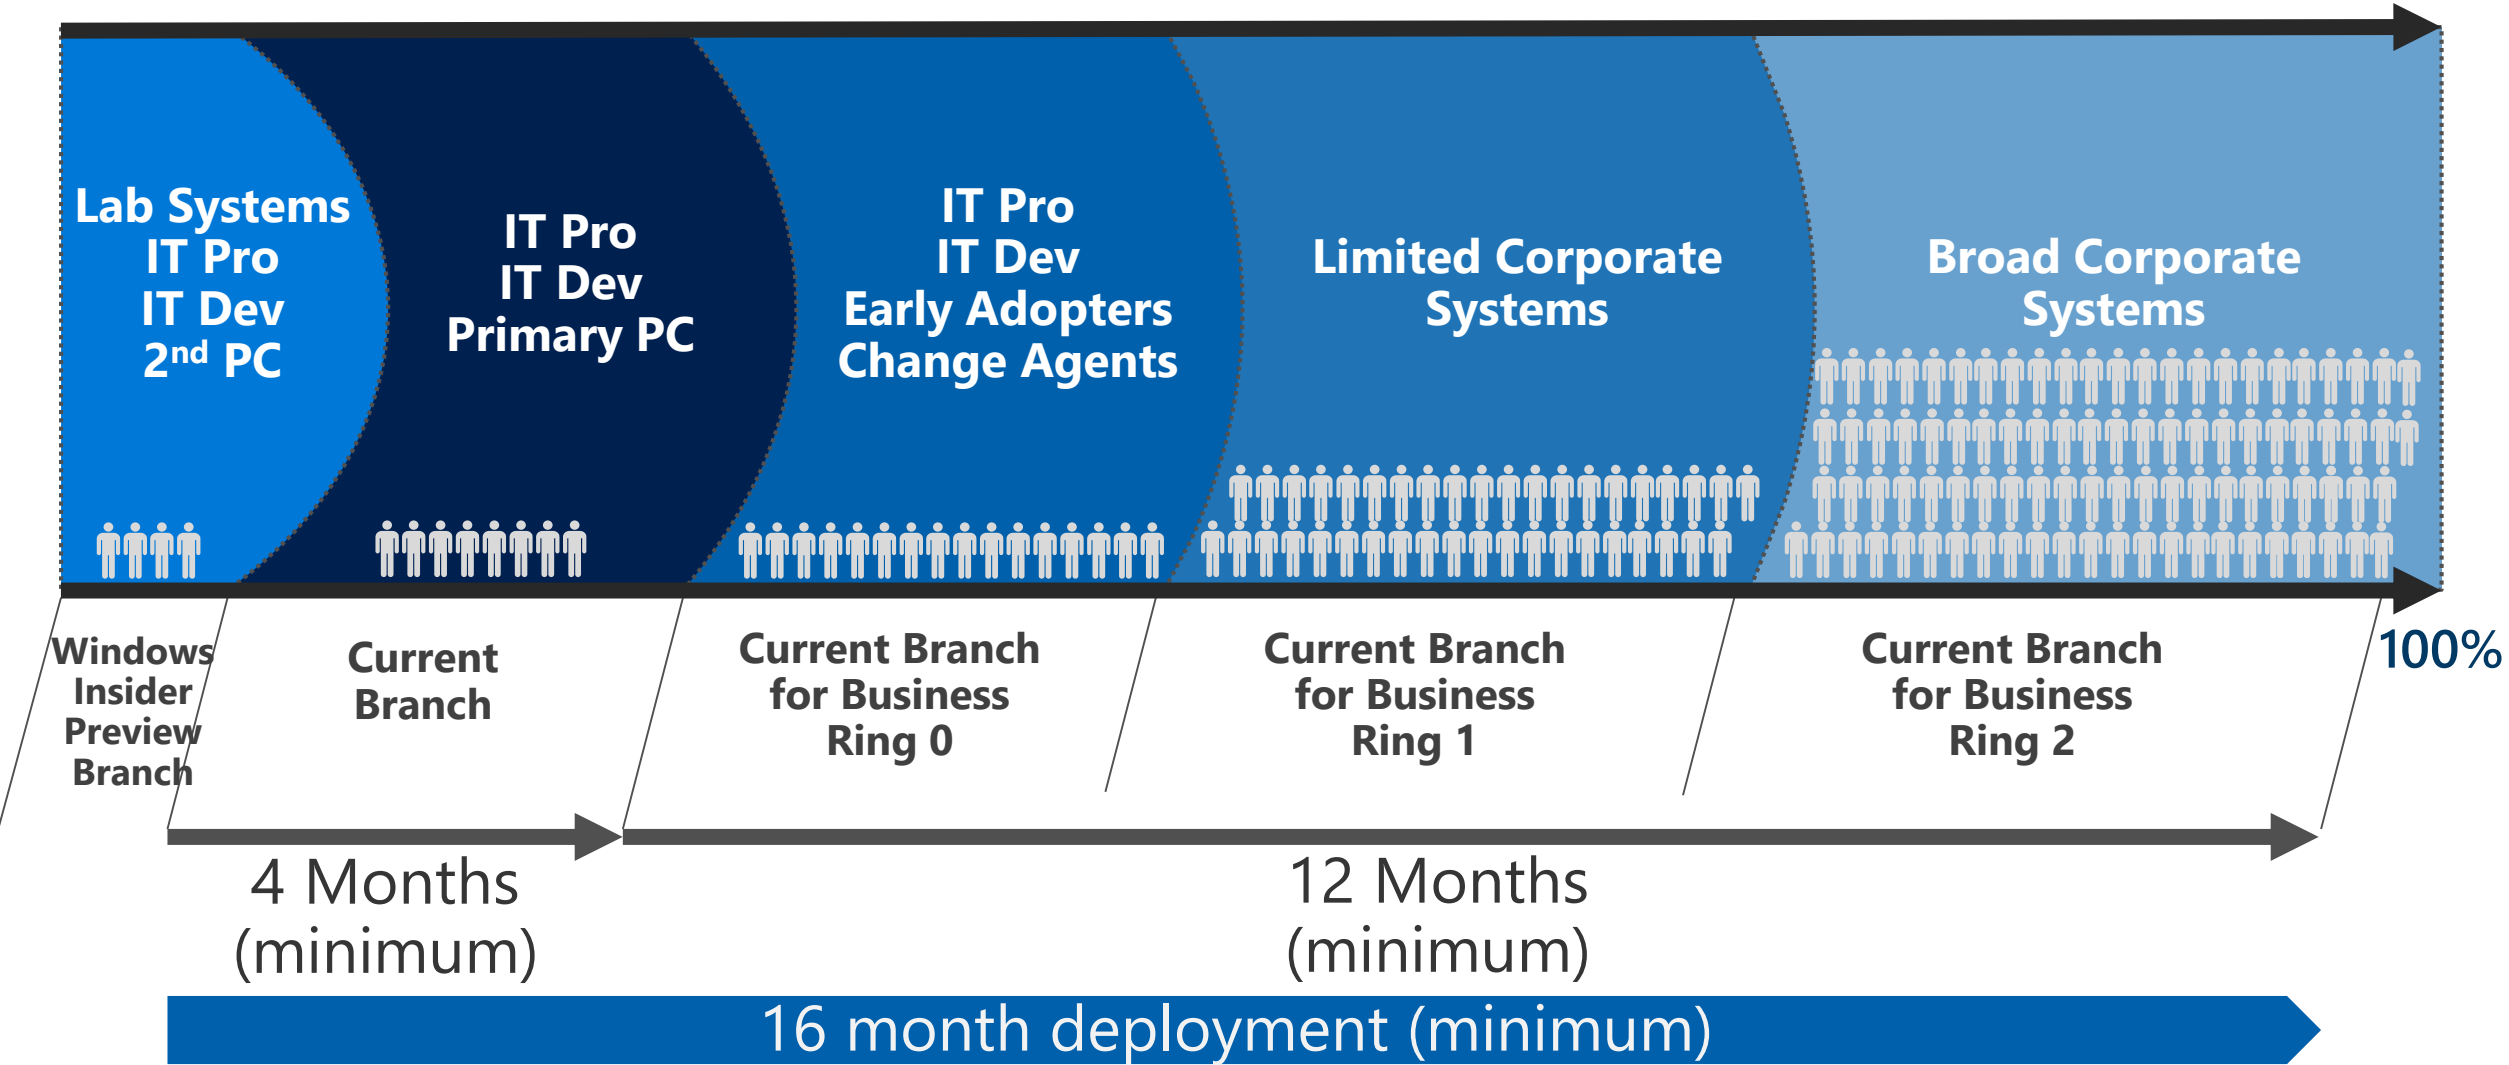 Lab Systems
IT Pro
IT Dev
2nd PC
IT Pro
IT Dev
Primary PC
IT Pro
IT Dev
Early Adopters
Change Agents
Limited Corporate
Systems
Broad Corporate
Systems
Windows
Insider
Preview
Branch
Current
Branch
Current Branch
for Business
Ring 0
Current Branch
for Business
Ring 1
Current Branch
for Business
Ring 2
100%
4 Months
(minimum)
12 Months
(minimum)
16 month deployment (minimum)